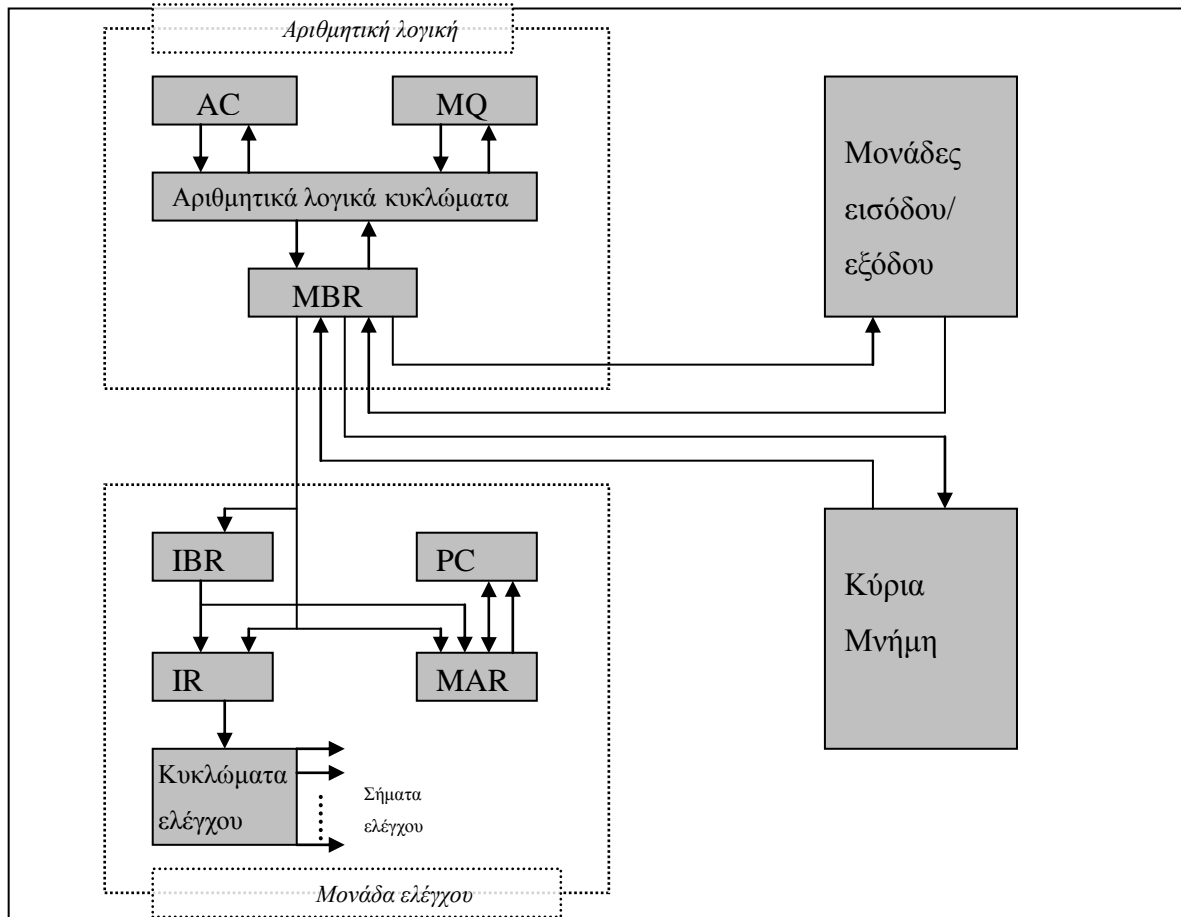 Αριθμητική λογική
AC
MQ
Αριθμητικά λογικά κυκλώματα
MBR
Μονάδες
εισόδου/
εξόδου
IBR
PC
IR
MAR
Κύρια
Μνήμη
Κυκλώματα
ελέγχου
Σήματα
ελέγχου
Μονάδα ελέγχου